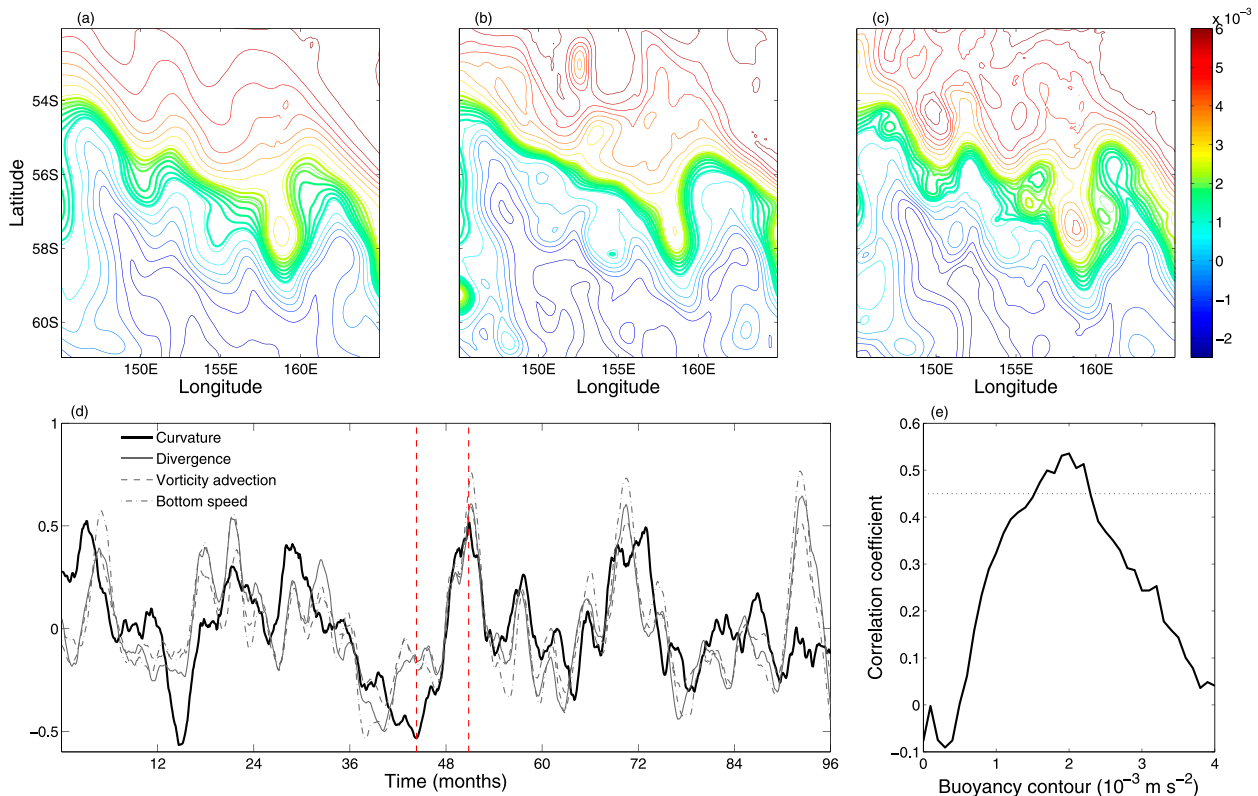 (a)
(b)
(c)
x 10⁻³
Latitude
54S
56S
58S
60S
150E
155E
160E
Longitude
150E
155E
160E
Longitude
150E
155E
160E
Longitude
6
5
4
3
2
1
0
−1
−2
(d)
1
0.5
0
−0.5
Curvature
Divergence
Vorticity advection
Bottom speed
12
24
36
48
60
72
84
96
Time (months)
(e)
Correlation coefficient
0.6
0.5
0.4
0.3
0.2
0.1
0
−0.1
0
1
2
3
4
Buoyancy contour (10⁻³ m s⁻²)